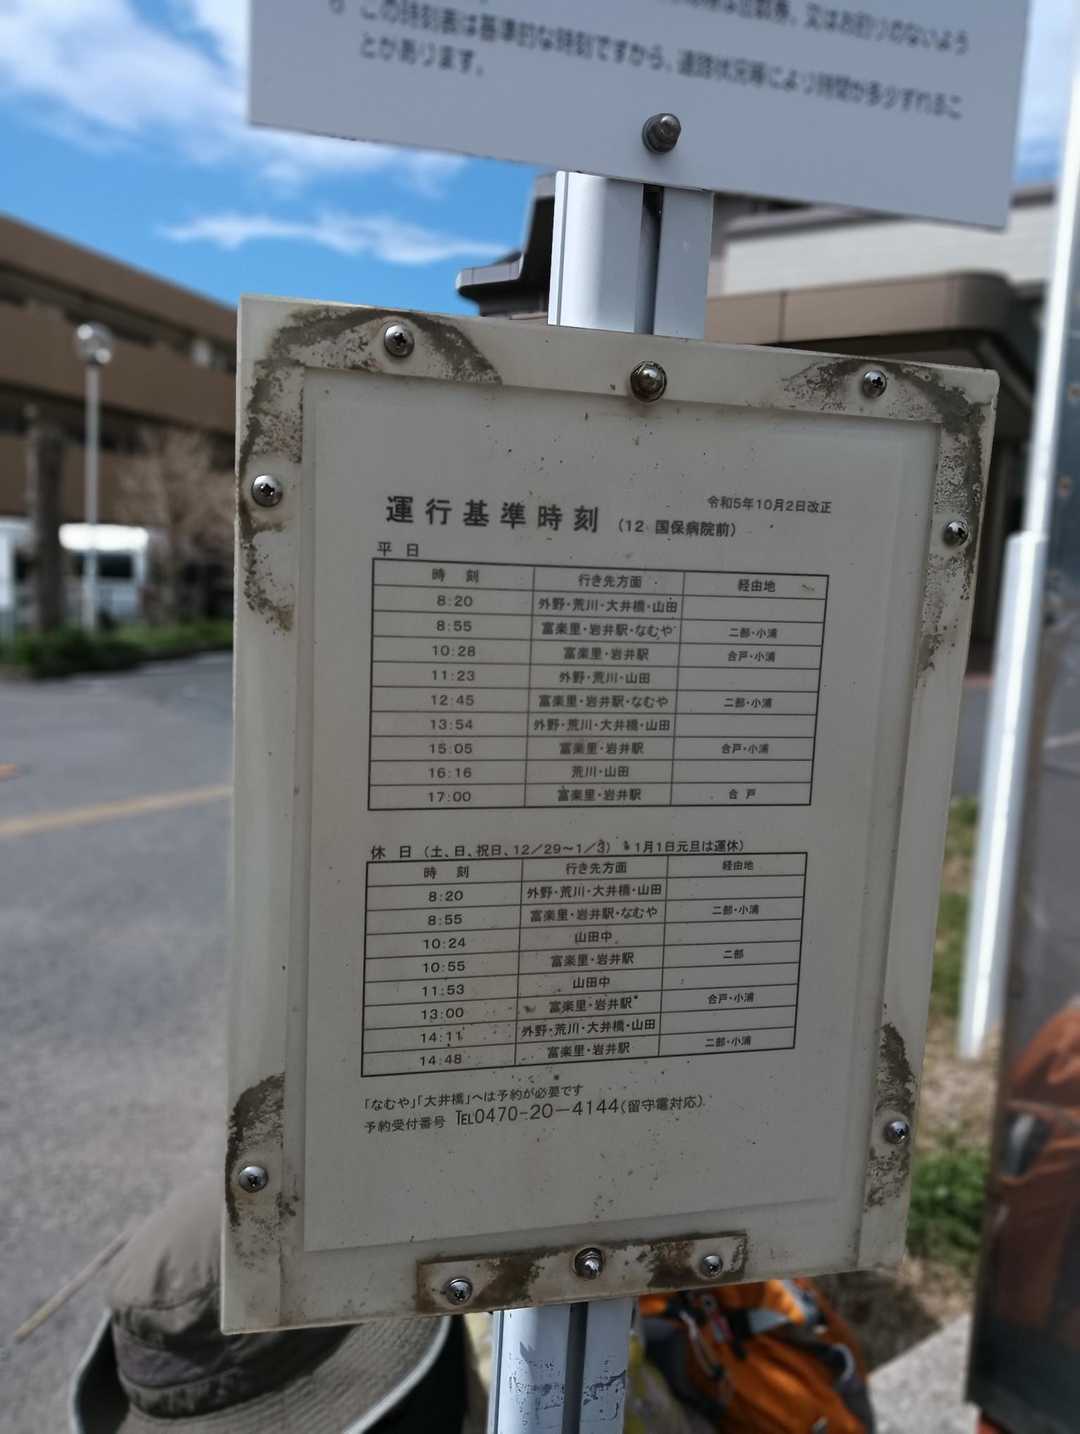 又はお釣りのないよう
6 この時刻表は基準的な時刻ですから、道路状況等により時間が多少ずれるこ
とがあります。
令和5年10月2日改正
運行基準時刻 (12 国保病院前)
平 日
時 刻 行き先方面 経由地
8:20 外野・荒川・大井橋・山田
8:55 富楽里・岩井駅・なむや 二部・小浦
10:28 富楽里・岩井駅 合戸・小浦
11:23 外野・荒川・山田
12:45 富楽里・岩井駅・なむや 二部・小浦
13:54 外野・荒川・大井橋・山田
15:05 富楽里・岩井駅 合戸・小浦
16:16 荒川・山田
17:00 富楽里・岩井駅 合 戸
休 日 (土、日、祝日、12/29~1/3) 1月1日元旦は運休)
時 刻 行き先方面 経由地
8:20 外野・荒川・大井橋・山田
8:55 富楽里・岩井駅・なむや 二部・小浦
10:24 山田中
10:55 富楽里・岩井駅 二部
11:53 山田中
13:00 富楽里・岩井駅 合戸・小浦
14:11 外野・荒川・大井橋・山田
14:48 富楽里・岩井駅 二部・小浦
「なむや」「大井橋」へは予約が必要です
予約受付番号 TEL0470-20-4144(留守電対応)